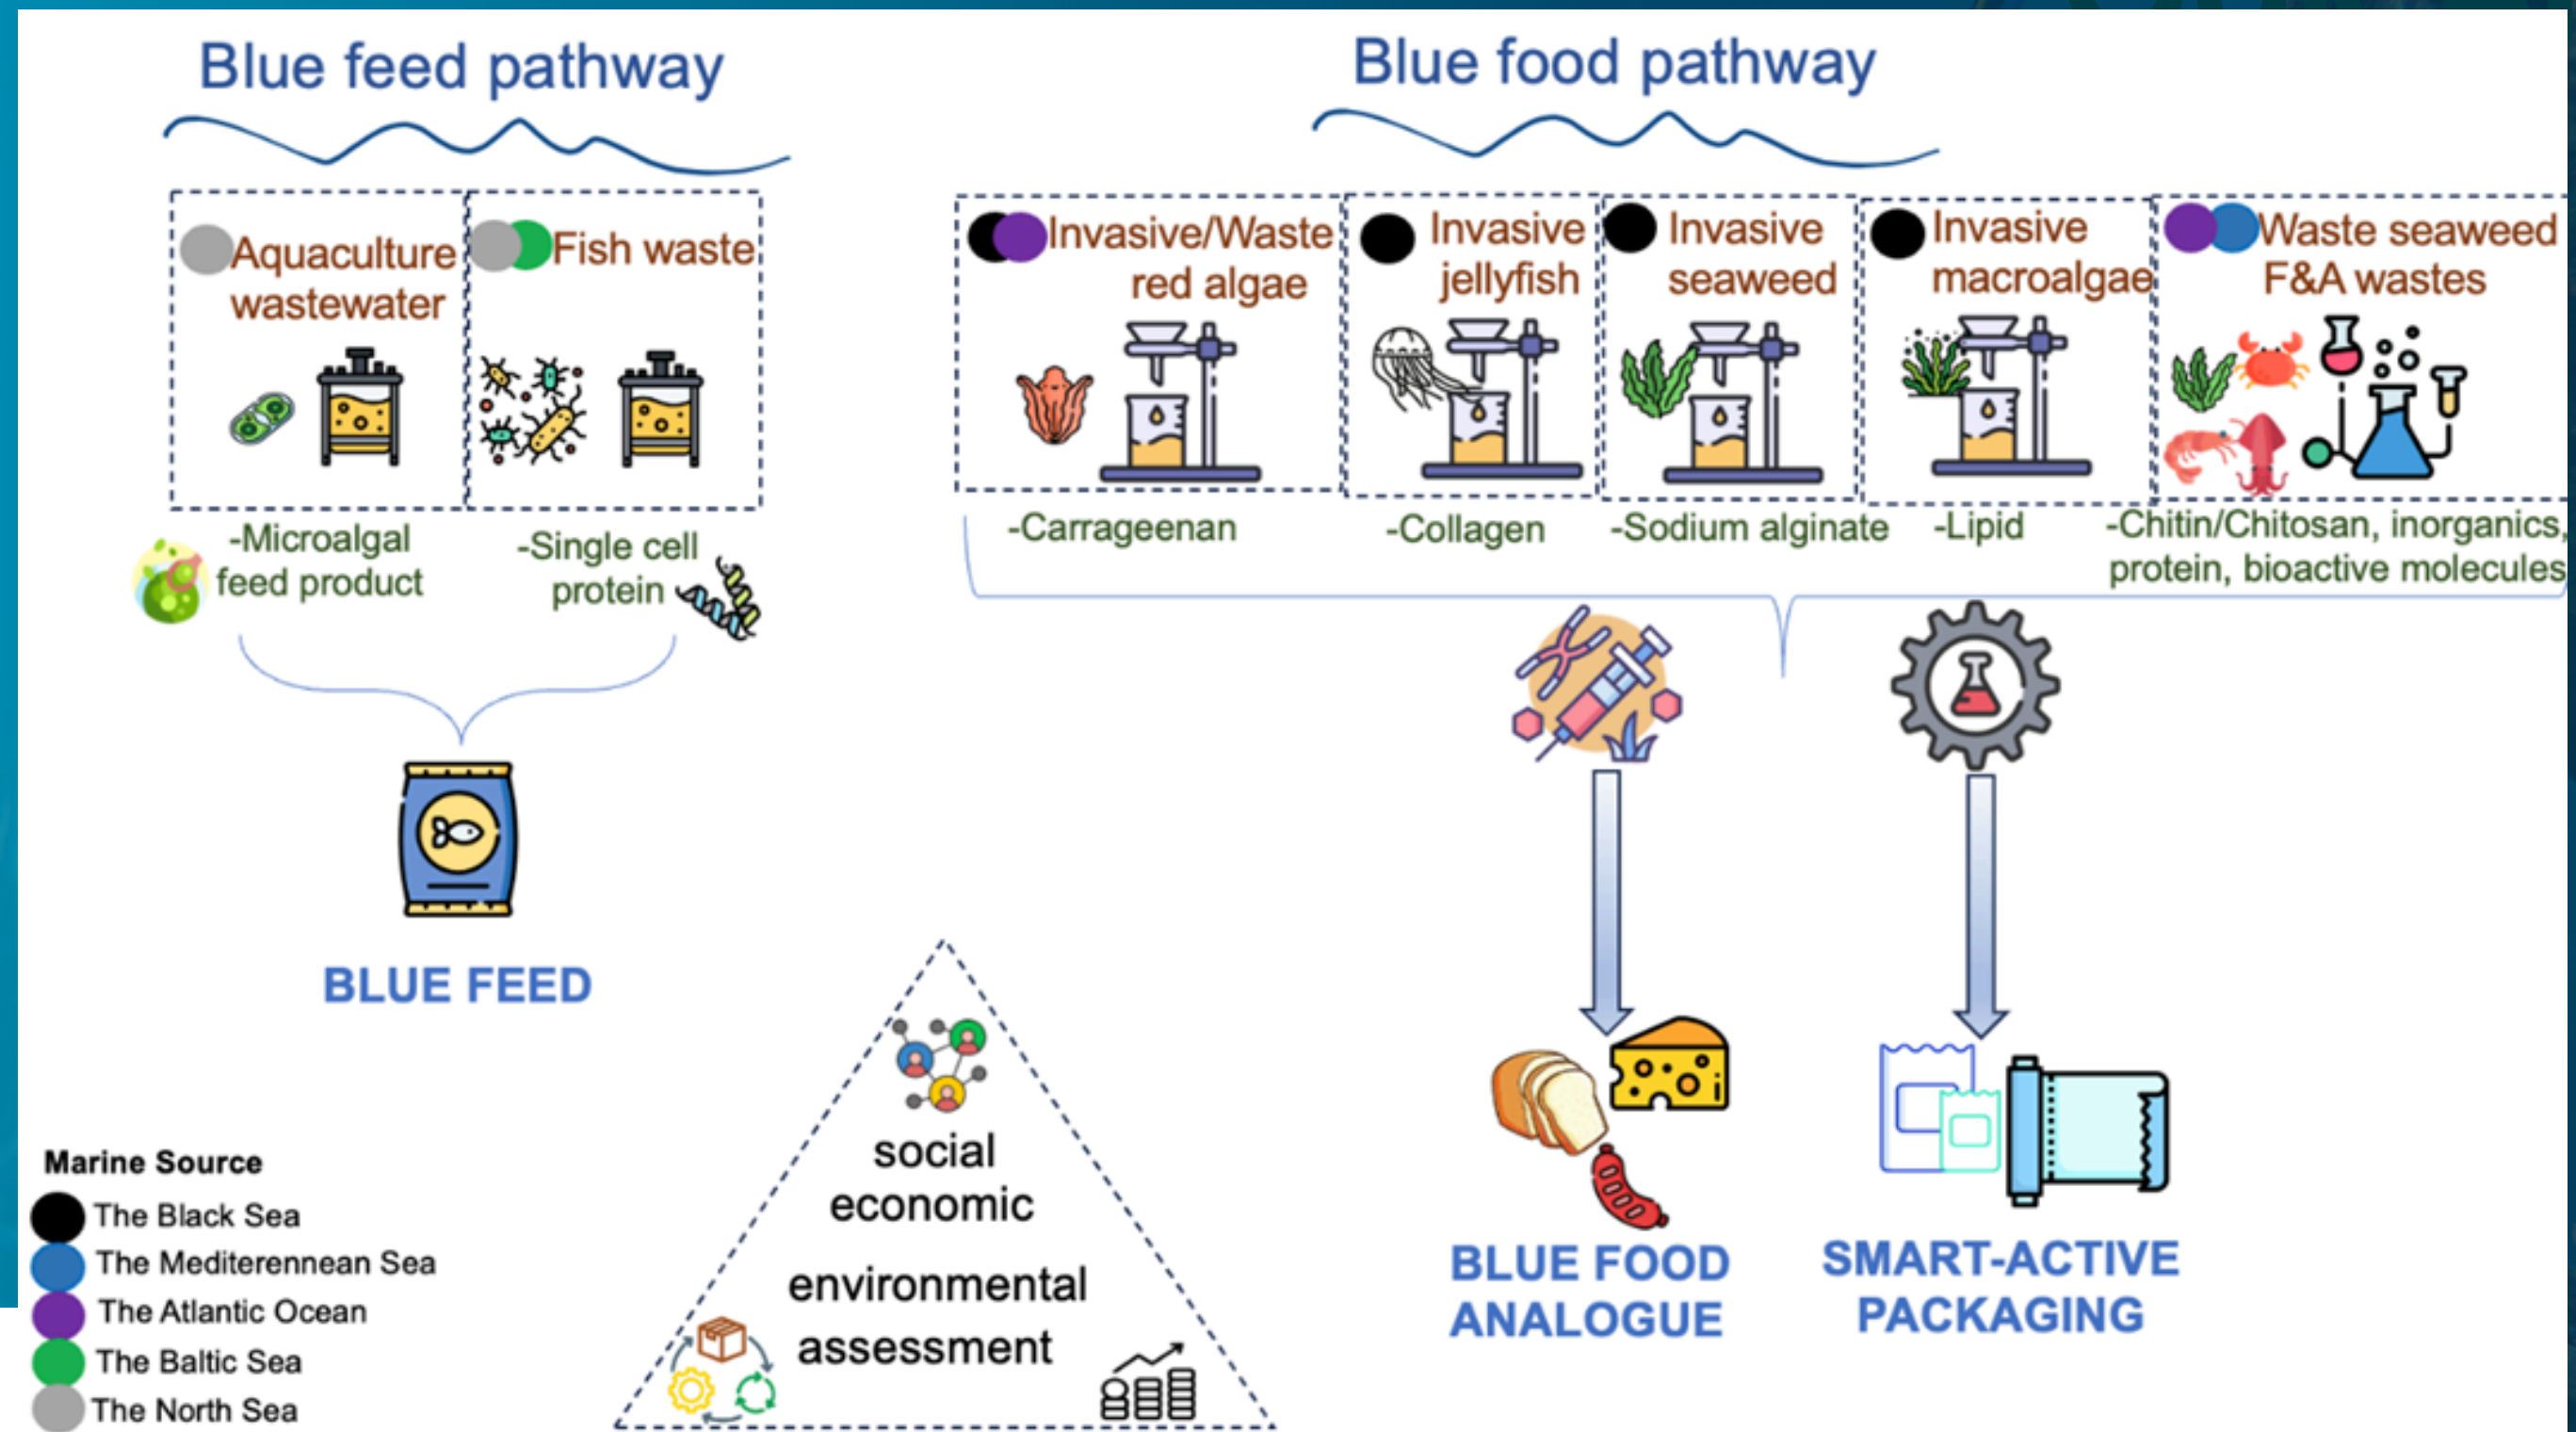 Blue feed pathway
Aquaculture
wastewater
Fish waste
-Microalgal
feed product
-Single cell
protein
BLUE FEED
Blue food pathway
Invasive/Waste
red algae
Invasive
jellyfish
Invasive
seaweed
Invasive
macroalgae
Waste seaweed
F&A wastes
-Carrageenan
-Collagen
-Sodium alginate
-Lipid
-Chitin/Chitosan, inorganics,
protein, bioactive molecules
BLUE FOOD
ANALOGUE
SMART-ACTIVE
PACKAGING
social
economic
environmental
assessment
Marine Source
The Black Sea
The Mediterennean Sea
The Atlantic Ocean
The Baltic Sea
The North Sea